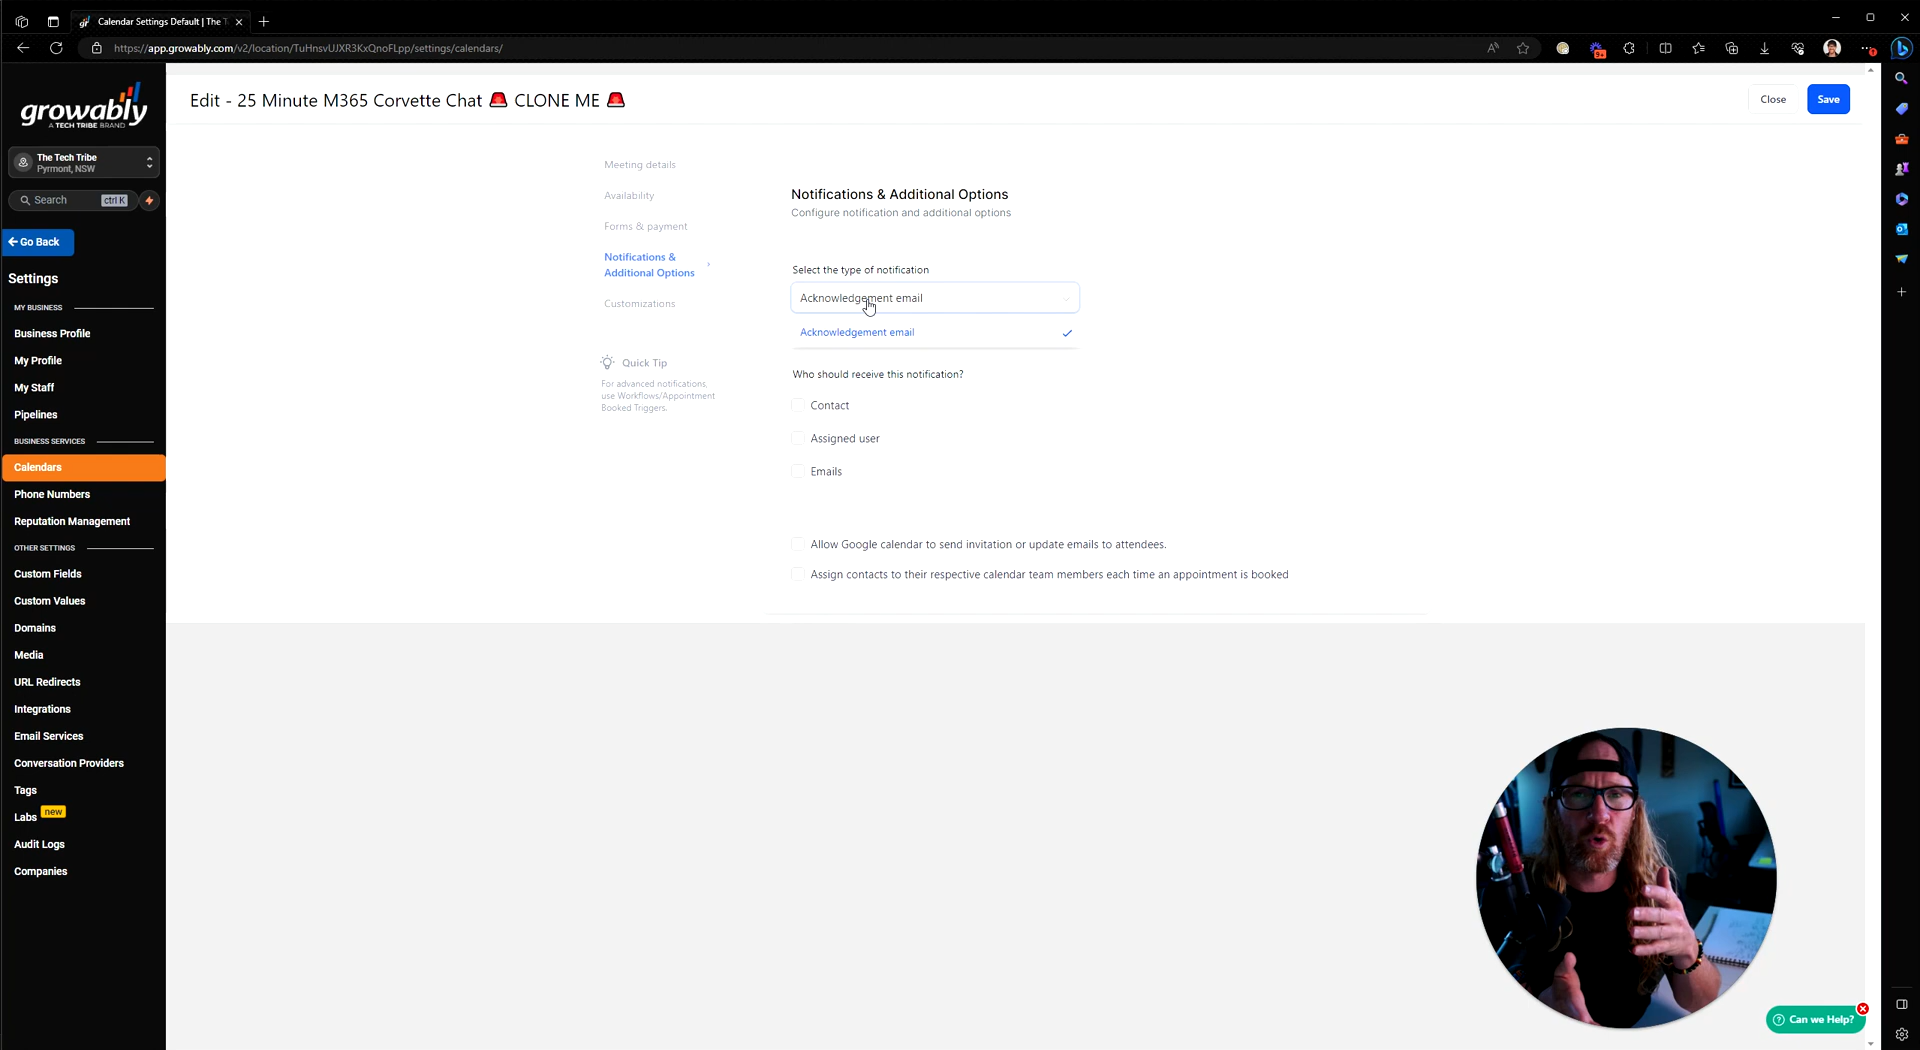 Calendar Settings Default | The T
https://app.growably.com/v2/location/TuHnsvUJXR3KxQnoFLpp/settings/calendars/
growably
A TECH TRIBE BRAND
The Tech Tribe
Pyrmont, NSW
Search ctrl K
Go Back
Settings
MY BUSINESS
Business Profile
My Profile
My Staff
Pipelines
BUSINESS SERVICES
Calendars
Phone Numbers
Reputation Management
OTHER SETTINGS
Custom Fields
Custom Values
Domains
Media
URL Redirects
Integrations
Email Services
Conversation Providers
Tags
Labs new
Audit Logs
Companies
Edit - 25 Minute M365 Corvette Chat 🚨 CLONE ME 🚨
Close
Save
Meeting details
Availability
Forms & payment
Notifications &
Additional Options
Customizations
Quick Tip
For advanced notifications,
use Workflows/Appointment
Booked Triggers.
Notifications & Additional Options
Configure notification and additional options
Select the type of notification
Acknowledgement email
Acknowledgement email
Who should receive this notification?
Contact
Assigned user
Emails
Allow Google calendar to send invitation or update emails to attendees.
Assign contacts to their respective calendar team members each time an appointment is booked
Can we Help?